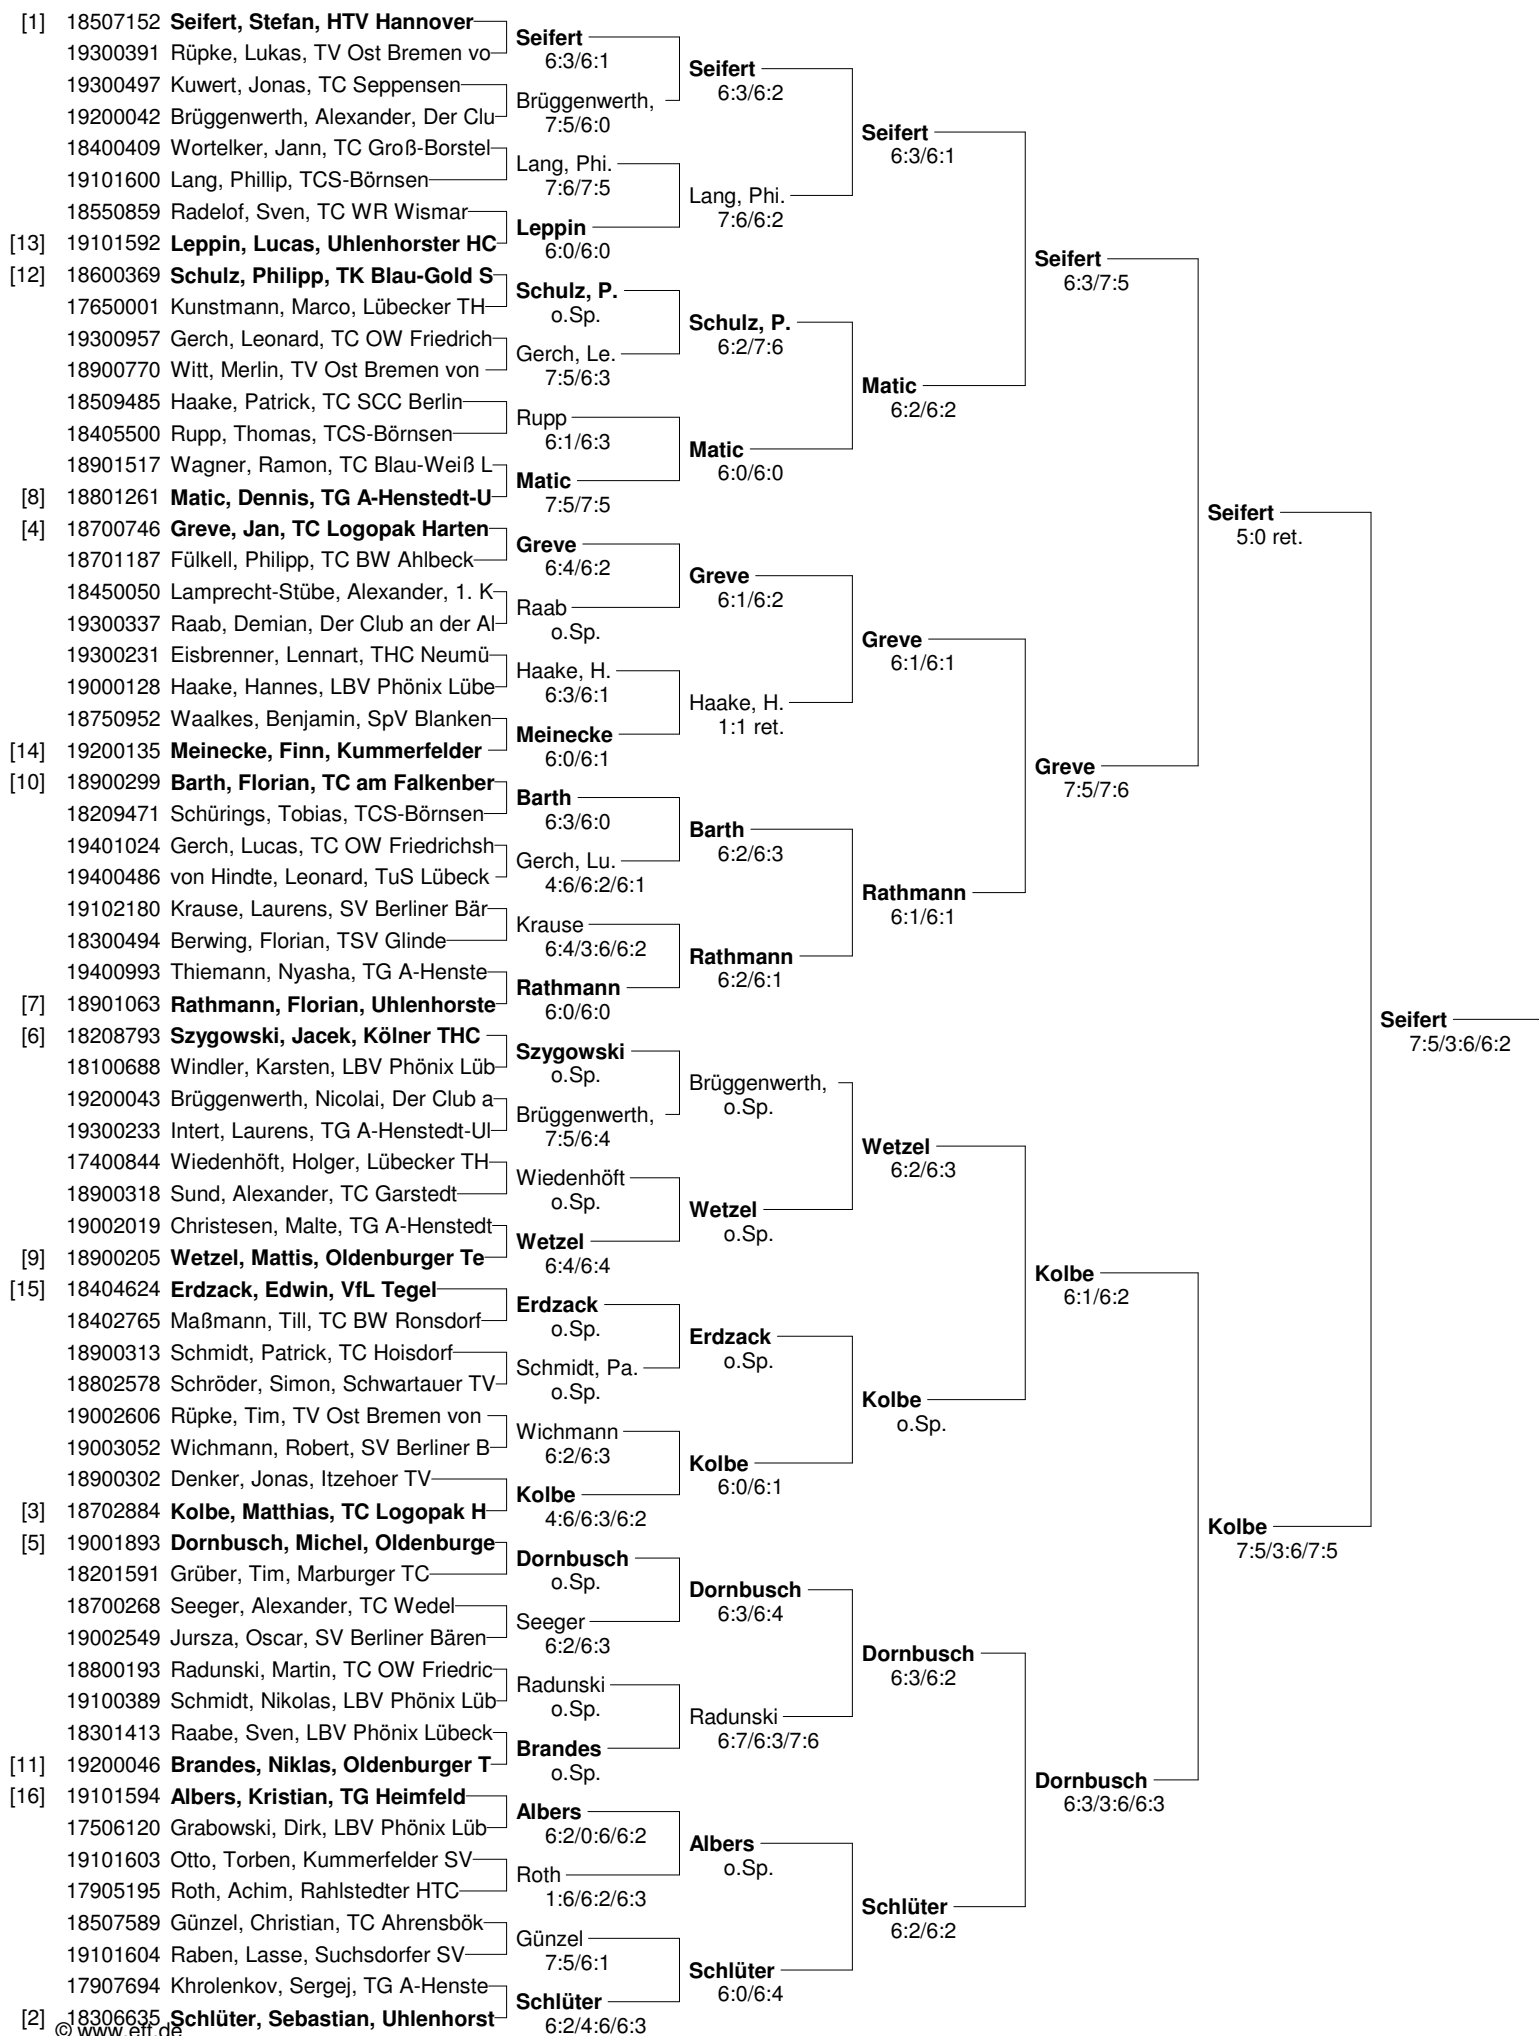 [1] 18507152 Seifert, Stefan, HTV Hannover
19300391 Rüpke, Lukas, TV Ost Bremen vo
19300497 Kuwert, Jonas, TC Seppensen
19200042 Brüggenwerth, Alexander, Der Clu
18400409 Wortelker, Jann, TC Groß-Borstel
19101600 Lang, Phillip, TCS-Börnsen
18550859 Radelof, Sven, TC WR Wismar
[13] 19101592 Leppin, Lucas, Uhlenhorster HC
[12] 18600369 Schulz, Philipp, TK Blau-Gold S
17650001 Kunstmann, Marco, Lübecker TH
19300957 Gerch, Leonard, TC OW Friedrich
18900770 Witt, Merlin, TV Ost Bremen von
18509485 Haake, Patrick, TC SCC Berlin
18405500 Rupp, Thomas, TCS-Börnsen
18901517 Wagner, Ramon, TC Blau-Weiß L
[8] 18801261 Matic, Dennis, TG A-Henstedt-U
[4] 18700746 Greve, Jan, TC Logopak Harten
18701187 Fülkell, Philipp, TC BW Ahlbeck
18450050 Lamprecht-Stübe, Alexander, 1. K
19300337 Raab, Demian, Der Club an der Al
19300231 Eisbrenner, Lennart, THC Neumü
19000128 Haake, Hannes, LBV Phönix Lübe
18750952 Waalkes, Benjamin, SpV Blanken
[14] 19200135 Meinecke, Finn, Kummerfelder
[10] 18900299 Barth, Florian, TC am Falkenber
18209471 Schürings, Tobias, TCS-Börnsen
19401024 Gerch, Lucas, TC OW Friedrichsh
19400486 von Hindte, Leonard, TuS Lübeck
19102180 Krause, Laurens, SV Berliner Bär
18300494 Berwing, Florian, TSV Glinde
19400993 Thiemann, Nyasha, TG A-Henste
[7] 18901063 Rathmann, Florian, Uhlenhorste
[6] 18208793 Szygowski, Jacek, Kölner THC
18100688 Windler, Karsten, LBV Phönix Lüb
19200043 Brüggenwerth, Nicolai, Der Club a
19300233 Intert, Laurens, TG A-Henstedt-Ul
17400844 Wiedenhöft, Holger, Lübecker TH
18900318 Sund, Alexander, TC Garstedt
19002019 Christesen, Malte, TG A-Henstedt
[9] 18900205 Wetzel, Mattis, Oldenburger Te
[15] 18404624 Erdzack, Edwin, VfL Tegel
18402765 Maßmann, Till, TC BW Ronsdorf
18900313 Schmidt, Patrick, TC Hoisdorf
18802578 Schröder, Simon, Schwartauer TV
19002606 Rüpke, Tim, TV Ost Bremen von
19003052 Wichmann, Robert, SV Berliner B
18900302 Denker, Jonas, Itzehoer TV
[3] 18702884 Kolbe, Matthias, TC Logopak H
[5] 19001893 Dornbusch, Michel, Oldenburge
18201591 Grüber, Tim, Marburger TC
18700268 Seeger, Alexander, TC Wedel
19002549 Jursza, Oscar, SV Berliner Bären
18800193 Radunski, Martin, TC OW Friedric
19100389 Schmidt, Nikolas, LBV Phönix Lüb
18301413 Raabe, Sven, LBV Phönix Lübeck
[11] 19200046 Brandes, Niklas, Oldenburger T
[16] 19101594 Albers, Kristian, TG Heimfeld
17506120 Grabowski, Dirk, LBV Phönix Lüb
19101603 Otto, Torben, Kummerfelder SV
17905195 Roth, Achim, Rahlstedter HTC
18507589 Günzel, Christian, TC Ahrensbök
19101604 Raben, Lasse, Suchsdorfer SV
17907694 Khrolenkov, Sergej, TG A-Henste
[2] 18306635 Schlüter, Sebastian, Uhlenhorst
© www.eft.de
Seifert
6:3/6:1
Brüggenwerth,
7:5/6:0
Lang, Phi.
7:6/7:5
Leppin
6:0/6:0
Schulz, P.
o.Sp.
Gerch, Le.
7:5/6:3
Rupp
6:1/6:3
Matic
7:5/7:5
Greve
6:4/6:2
Raab
o.Sp.
Haake, H.
6:3/6:1
Meinecke
6:0/6:1
Barth
6:3/6:0
Gerch, Lu.
4:6/6:2/6:1
Krause
6:4/3:6/6:2
Rathmann
6:0/6:0
Szygowski
o.Sp.
Brüggenwerth,
7:5/6:4
Wiedenhöft
o.Sp.
Wetzel
6:4/6:4
Erdzack
o.Sp.
Schmidt, Pa.
o.Sp.
Wichmann
6:2/6:3
Kolbe
4:6/6:3/6:2
Dornbusch
o.Sp.
Seeger
6:2/6:3
Radunski
o.Sp.
Brandes
o.Sp.
Albers
6:2/0:6/6:2
Roth
1:6/6:2/6:3
Günzel
7:5/6:1
Schlüter
6:2/4:6/6:3
Seifert
6:3/6:2
Lang, Phi.
7:6/6:2
Schulz, P.
6:2/7:6
Matic
6:0/6:0
Greve
6:1/6:2
Haake, H.
1:1 ret.
Barth
6:2/6:3
Rathmann
6:2/6:1
Brüggenwerth,
o.Sp.
Wetzel
o.Sp.
Erdzack
o.Sp.
Kolbe
6:0/6:1
Dornbusch
6:3/6:4
Radunski
6:7/6:3/7:6
Albers
o.Sp.
Schlüter
6:0/6:4
Seifert
6:3/6:1
Matic
6:2/6:2
Greve
6:1/6:1
Rathmann
6:1/6:1
Wetzel
6:2/6:3
Kolbe
o.Sp.
Dornbusch
6:3/6:2
Schlüter
6:2/6:2
Seifert
6:3/7:5
Greve
7:5/7:6
Kolbe
6:1/6:2
Dornbusch
6:3/3:6/6:3
Seifert
5:0 ret.
Kolbe
7:5/3:6/7:5
Seifert
7:5/3:6/6:2